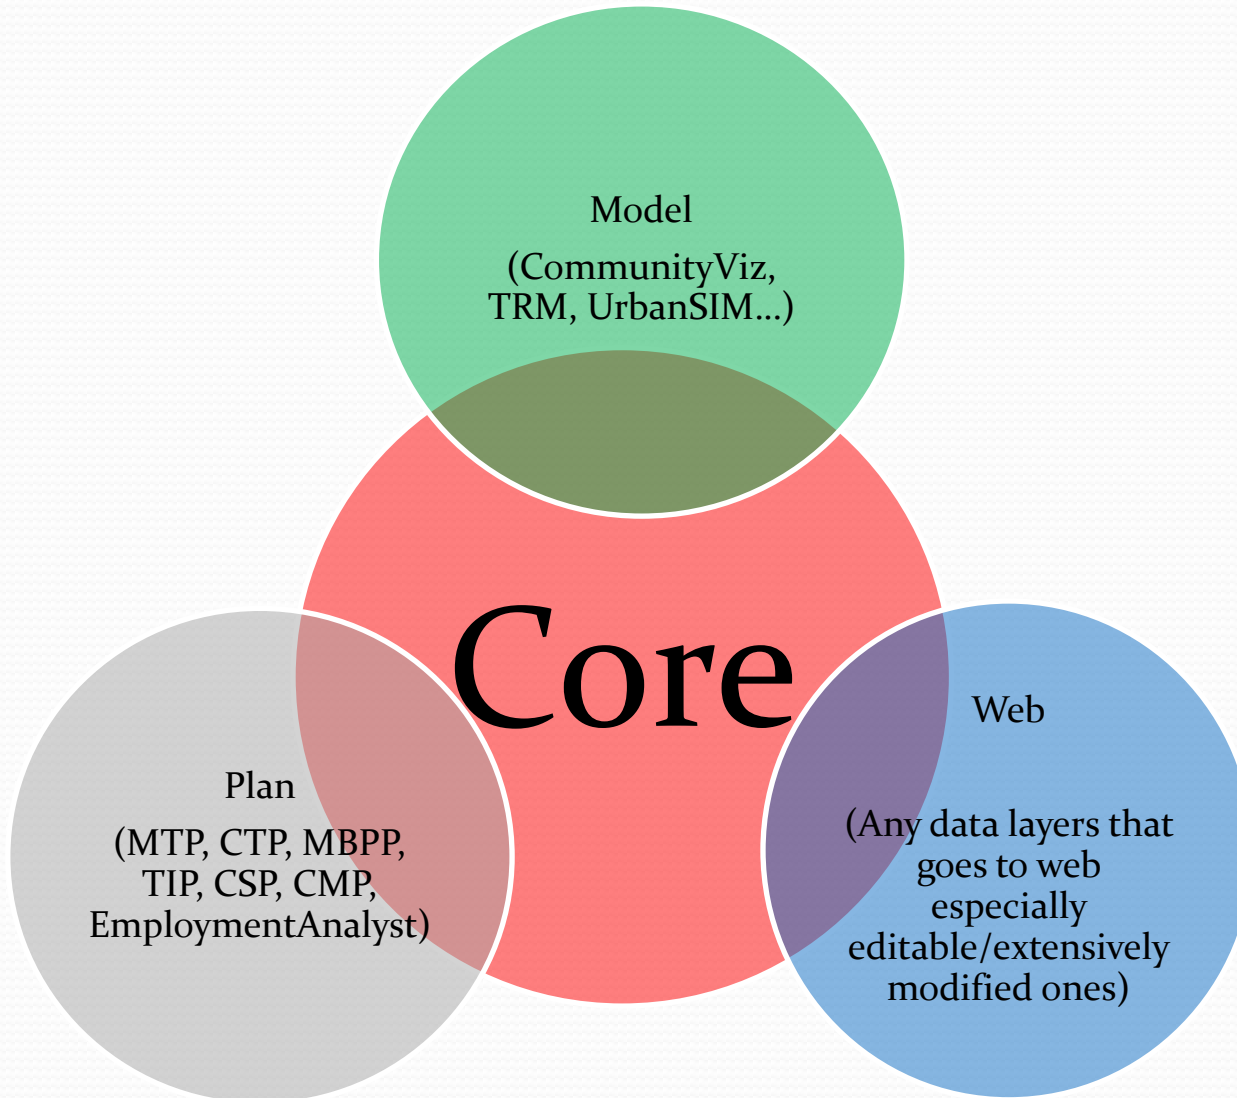 Model
(CommunityViz,
TRM, UrbanSIM...)
Core
Plan
(MTP, CTP, MBPP,
TIP, CSP, CMP,
EmploymentAnalyst)
Web
(Any data layers that
goes to web
especially
editable/extensively
modified ones)